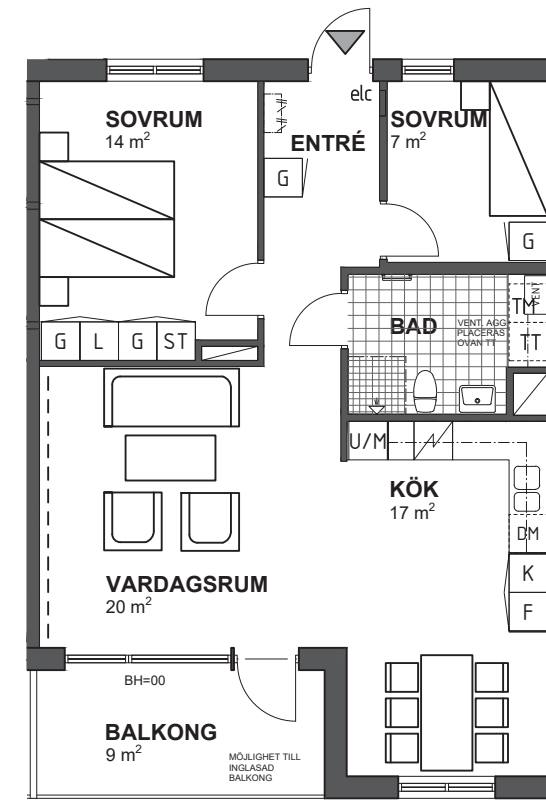 elc
SOVRUM
14 m²
ENTRÉ
SOVRUM
7 m²
G
G
BAD
VENT. AGG
PLACERAS
OVAN TT
TM
VENT
TT
G L G ST
U/M
KÖK
17 m²
DM
K
F
VARDAGSRUM
20 m²
BH=00
BALKONG
9 m²
MÖJLIGHET TILL
INGLASAD
BALKONG